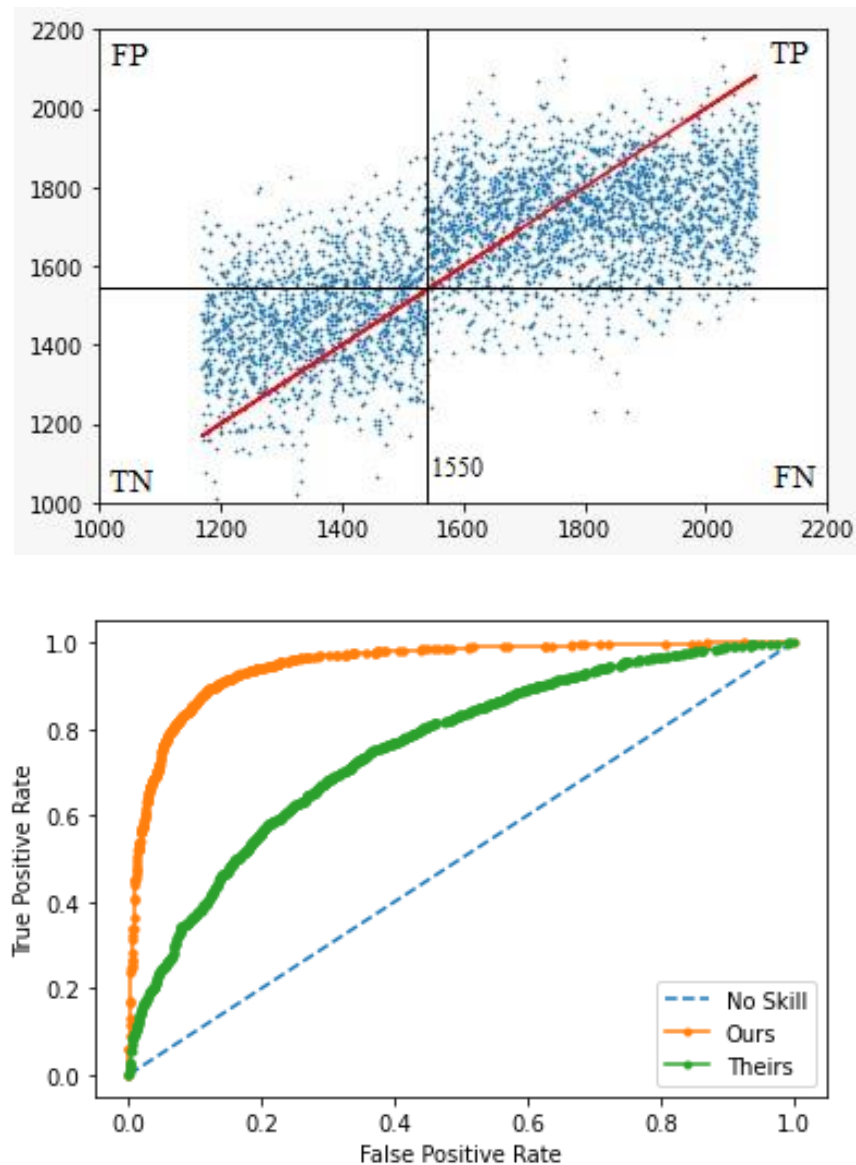 2200
FP TP
2000
1800
1600
1400
1200
1550
TN FN
1000
1000 1200 1400 1600 1800 2000 2200
1.0
0.8
0.6
0.4
0.2
0.0
True Positive Rate
No Skill
Ours
Theirs
0.0 0.2 0.4 0.6 0.8 1.0
False Positive Rate